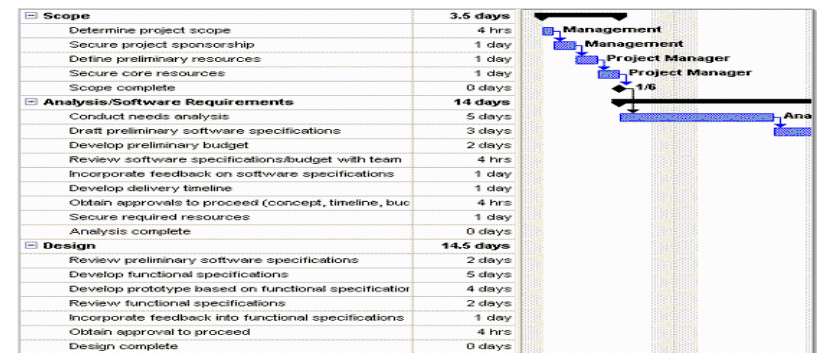 Scope 3.5 days
Determine project scope 4 hrs Management
Secure project sponsorship 1 day Management
Define preliminary resources 1 day Project Manager
Secure core resources 1 day Project Manager
Scope complete 0 days 1/6
Analysis/Software Requirements 14 days
Conduct needs analysis 5 days Ana
Draft preliminary software specifications 3 days
Develop preliminary budget 2 days
Review software specifications/budget with team 4 hrs
Incorporate feedback on software specifications 1 day
Develop delivery timeline 1 day
Obtain approvals to proceed (concept, timeline, buc 4 hrs
Secure required resources 1 day
Analysis complete 0 days
Design 14.5 days
Review preliminary software specifications 2 days
Develop functional specifications 5 days
Develop prototype based on functional specificatior 4 days
Review functional specifications 2 days
Incorporate feedback into functional specifications 1 day
Obtain approval to proceed 4 hrs
Design complete 0 days